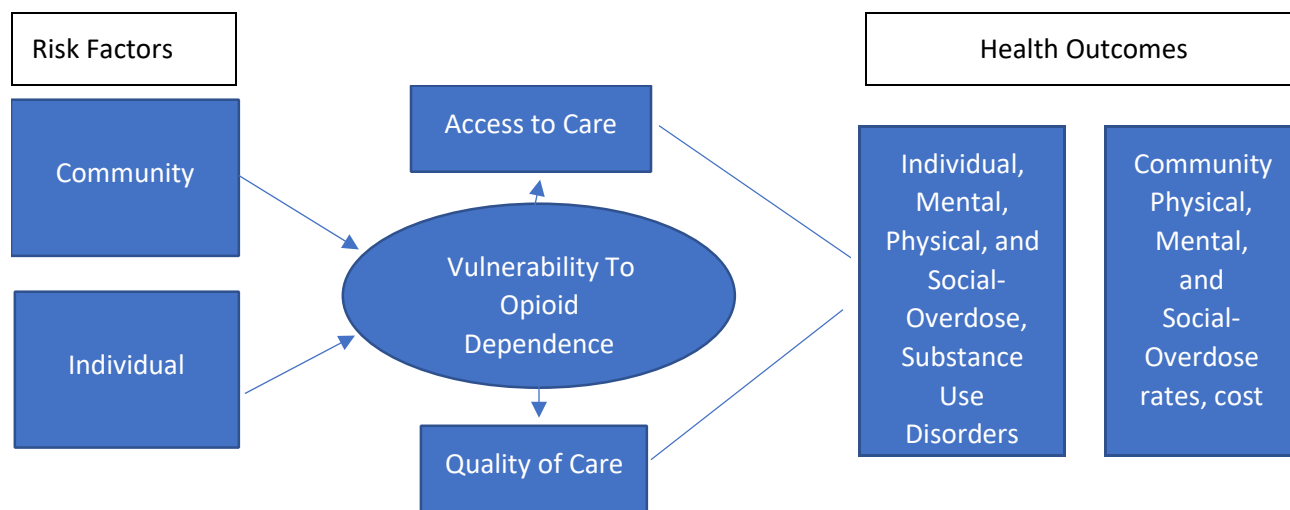 Risk Factors
Health Outcomes
Community
Individual
Access to Care
Vulnerability To
Opioid
Dependence
Quality of Care
Individual,
Mental,
Physical, and
Social-
Overdose,
Substance
Use
Disorders
Community
Physical,
Mental,
and
Social-
Overdose
rates, cost